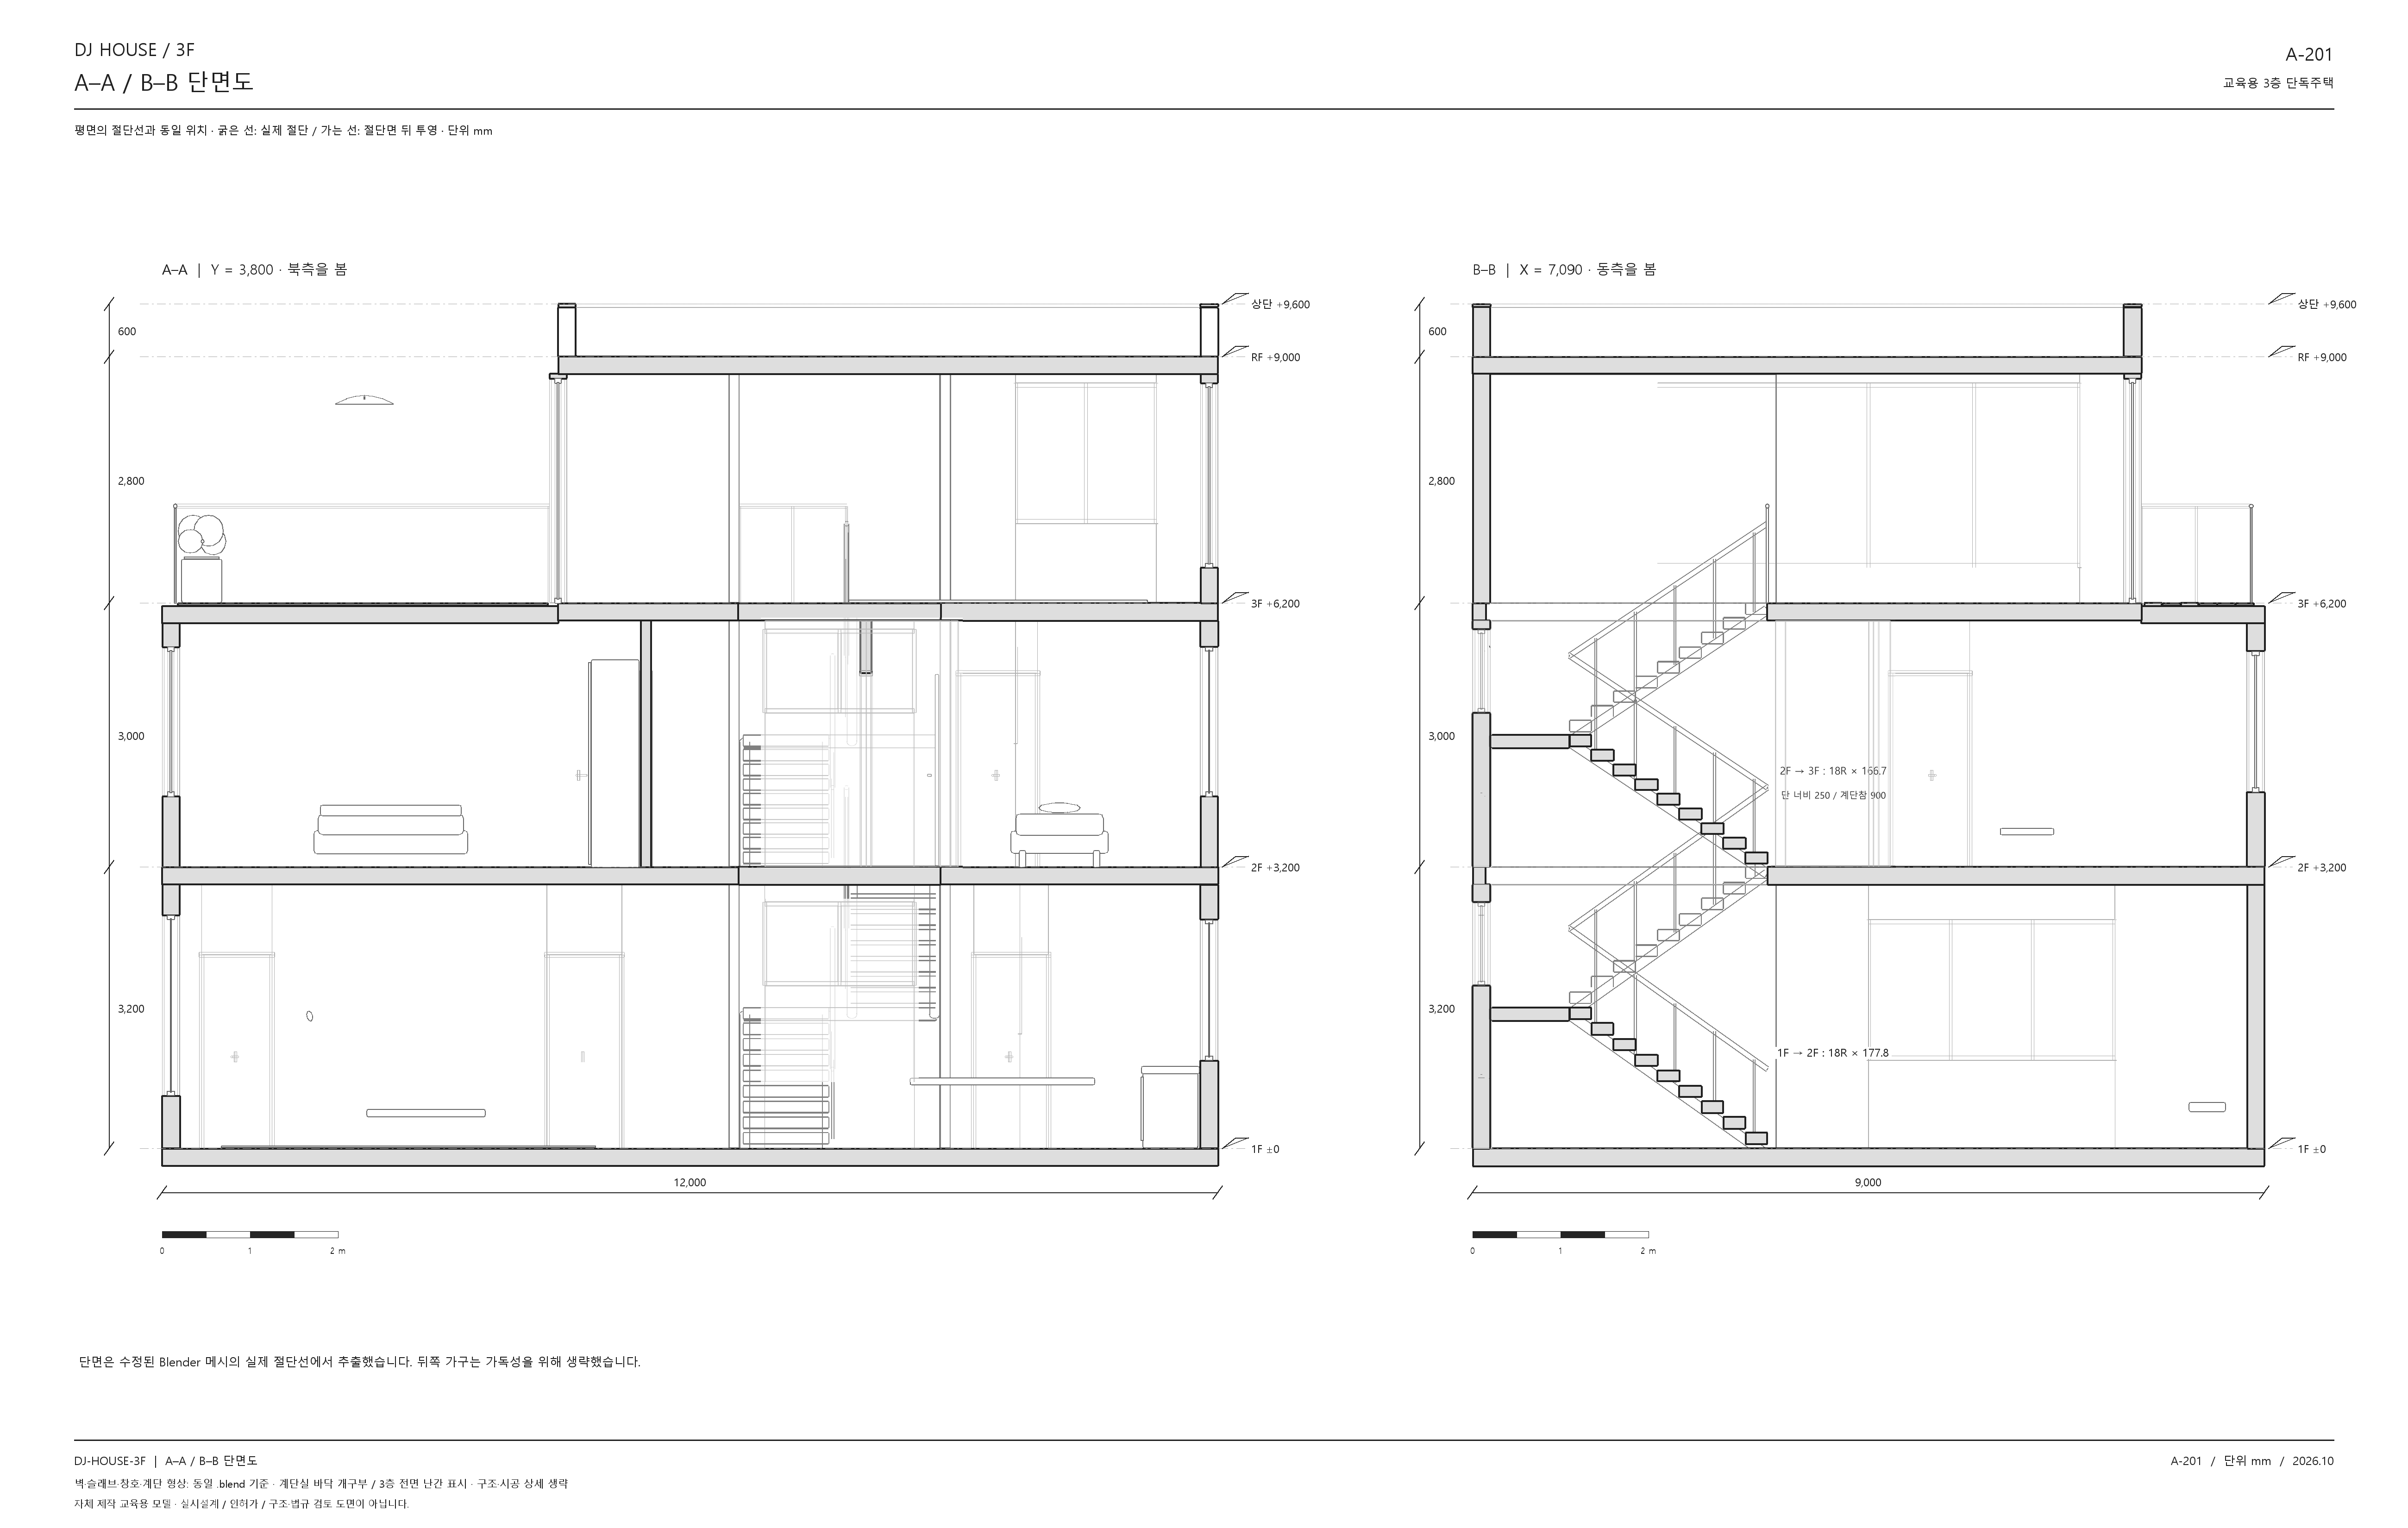 DJ HOUSE / 3F
A–A / B–B 단면도
A-201
교육용 3층 단독주택
평면의 절단선과 동일 위치 · 굵은 선: 실제 절단 / 가는 선: 절단면 뒤 투영 · 단위 mm
A–A | Y = 3,800 · 북측을 봄
상단 +9,600
600
RF +9,000
2,800
3F +6,200
3,000
2F +3,200
3,200
1F ±0
12,000
0 1 2 m
B–B | X = 7,090 · 동측을 봄
상단 +9,600
600
RF +9,000
2,800
3F +6,200
3,000
2F → 3F : 18R × 166.7
단 너비 250 / 계단참 900
2F +3,200
3,200
1F → 2F : 18R × 177.8
1F ±0
9,000
0 1 2 m
단면은 수정된 Blender 메시의 실제 절단선에서 추출했습니다. 뒤쪽 가구는 가독성을 위해 생략했습니다.
DJ-HOUSE-3F | A–A / B–B 단면도
A-201 / 단위 mm / 2026.10
벽·슬래브·창호·계단 형상: 동일 .blend 기준 · 계단실 바닥 개구부 / 3층 전면 난간 표시 · 구조·시공 상세 생략
자체 제작 교육용 모델 · 실시설계 / 인허가 / 구조·법규 검토 도면이 아닙니다.